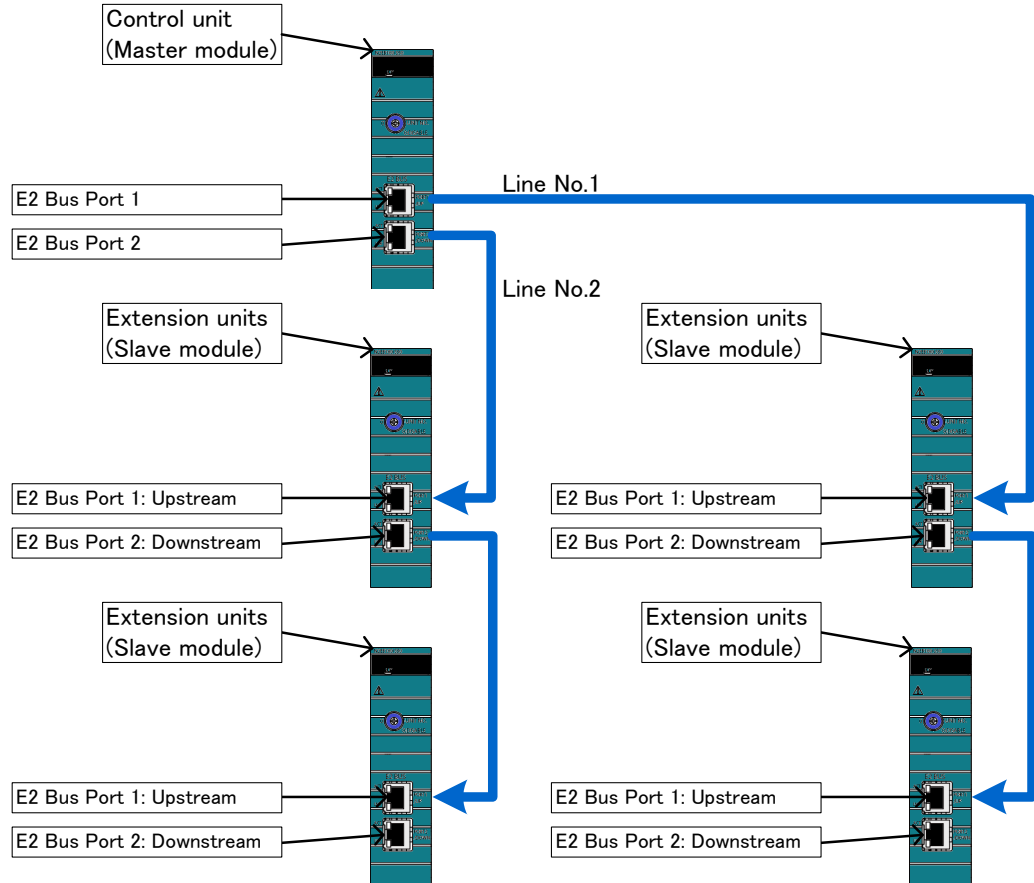 Control unit
(Master module)
E2 Bus Port 1
Line No.1
E2 Bus Port 2
Line No.2
Extension units
(Slave module)
Extension units
(Slave module)
E2 Bus Port 1: Upstream
E2 Bus Port 1: Upstream
E2 Bus Port 2: Downstream
E2 Bus Port 2: Downstream
Extension units
(Slave module)
Extension units
(Slave module)
E2 Bus Port 1: Upstream
E2 Bus Port 1: Upstream
E2 Bus Port 2: Downstream
E2 Bus Port 2: Downstream